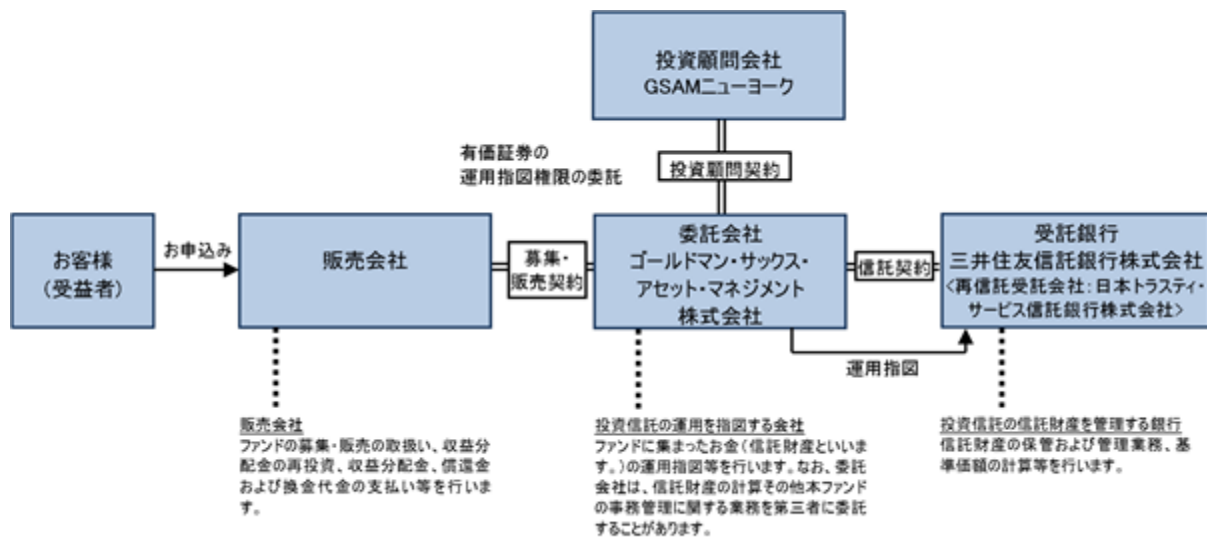 投資顧問会社
GSAMニューヨーク
有価証券の
運用指図権限の委託
投資顧問契約
お客様
(受益者)
お申込み
販売会社
募集・
販売契約
委託会社
ゴールドマン・サックス・
アセット・マネジメント
株式会社
信託契約
受託銀行
三井住友信託銀行株式会社
<再信託受託会社:日本トラスティ・
サービス信託銀行株式会社>
運用指図
販売会社
ファンドの募集・販売の取扱い、収益分
配金の再投資、収益分配金、償還金
および換金代金の支払い等を行いま
す。
投資信託の運用を指図する会社
ファンドに集まったお金(信託財産といいま
す。)の運用指図等を行います。なお、委託
会社は、信託財産の計算その他本ファンド
の事務管理に関する業務を第三者に委託
することがあります。
投資信託の信託財産を管理する銀行
信託財産の保管および管理業務、基
準価額の計算等を行います。